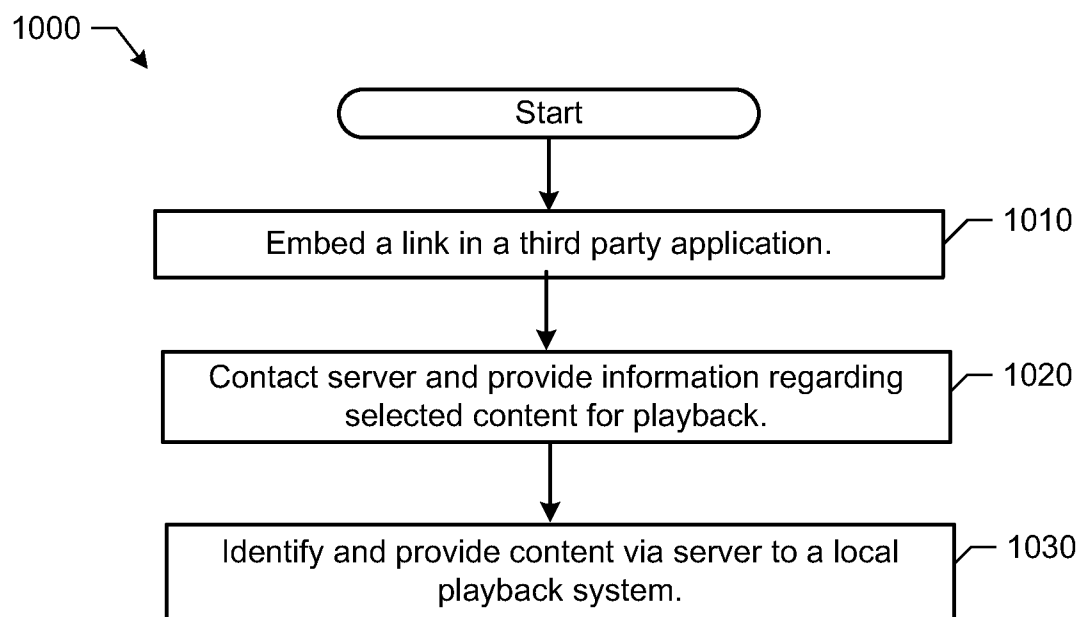 1000
Start
Embed a link in a third party application.
1010
Contact server and provide information regarding
selected content for playback.
1020
Identify and provide content via server to a local
playback system.
1030